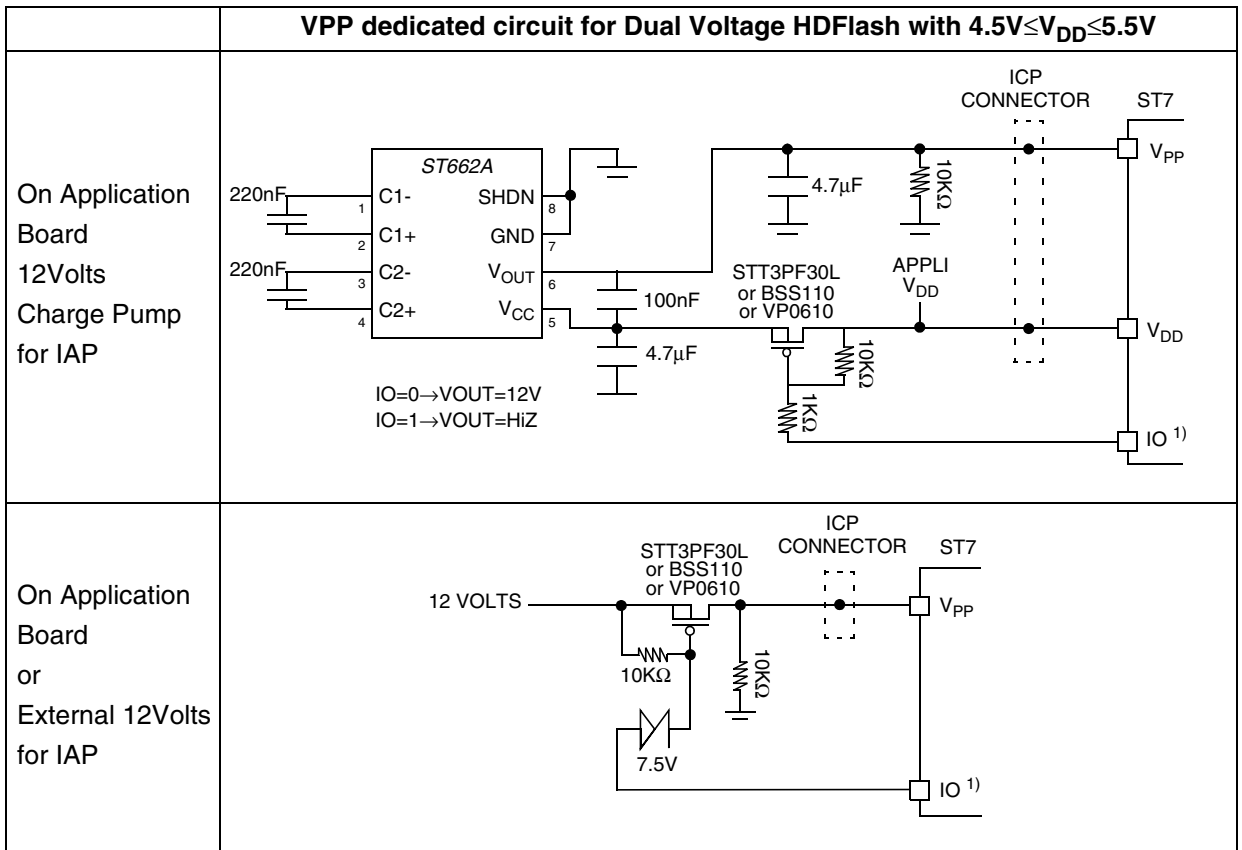 VPP dedicated circuit for Dual Voltage HDFlash with 4.5V≤VDD≤5.5V
On Application
Board
12Volts
Charge Pump
for IAP
ICP
CONNECTOR
ST7
ST662A
220nF
1
C1-
2
C1+
220nF
3
C2-
4
C2+
SHDN
8
GND
7
VOUT
6
VCC
5
100nF
4.7µF
4.7µF
10KΩ
STT3PF30L
or BSS110
or VP0610
APPLI
VDD
10KΩ
1KΩ
VPP
VDD
IO 1)
IO=0→VOUT=12V
IO=1→VOUT=HiZ
On Application
Board
or
External 12Volts
for IAP
ICP
CONNECTOR
ST7
STT3PF30L
or BSS110
or VP0610
12 VOLTS
10KΩ
10KΩ
7.5V
VPP
IO 1)